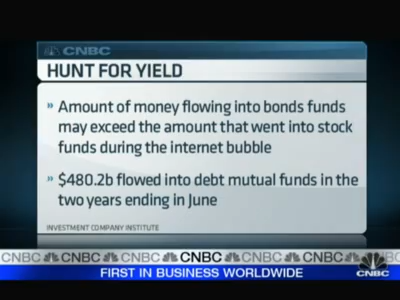 CNBC
HUNT FOR YIELD
» Amount of money flowing into bonds funds
may exceed the amount that went into stock
funds during the internet bubble
» $480.2b flowed into debt mutual funds in the
two years ending in June
INVESTMENT COMPANY INSTITUTE
CNBC CNBC CNBC CNBC CNBC CNBC
FIRST IN BUSINESS WORLDWIDE
CNBC